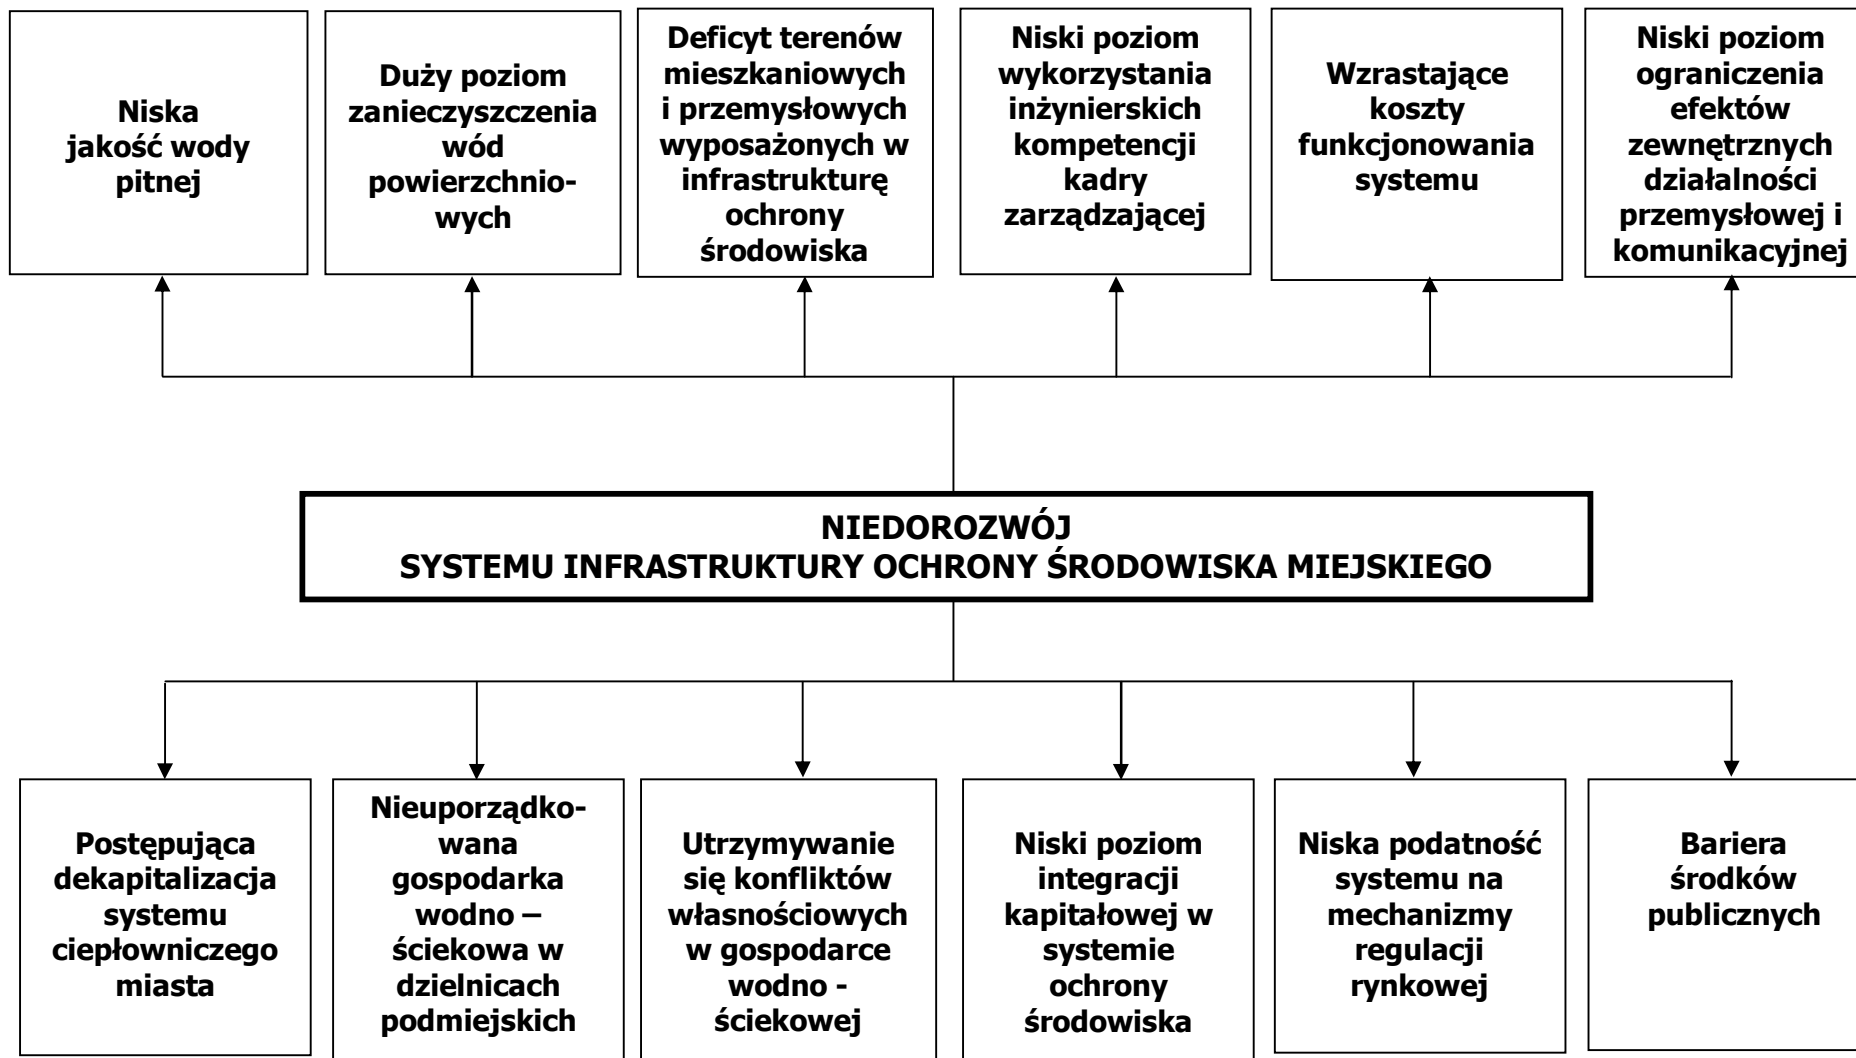 Niska
jakość wody
pitnej
Duży poziom
zanieczyszczenia
wód
powierzchnio-
wych
Deficyt terenów
mieszkaniowych
i przemysłowych
wyposażonych w
infrastrukturę
ochrony
środowiska
Niski poziom
wykorzystania
inżynierskich
kompetencji
kadry
zarządzającej
Wzrastające
koszty
funkcjonowania
systemu
Niski poziom
ograniczenia
efektów
zewnętrznych
działalności
przemysłowej i
komunikacyjnej
NIEDOROZWÓJ
SYSTEMU INFRASTRUKTURY OCHRONY ŚRODOWISKA MIEJSKIEGO
Postępująca
dekapitalizacja
systemu
ciepłowniczego
miasta
Nieuporządko-
wana
gospodarka
wodno –
ściekowa w
dzielnicach
podmiejskich
Utrzymywanie
się konfliktów
własnościowych
w gospodarce
wodno -
ściekowej
Niski poziom
integracji
kapitałowej w
systemie
ochrony
środowiska
Niska podatność
systemu na
mechanizmy
regulacji
rynkowej
Bariera
środków
publicznych